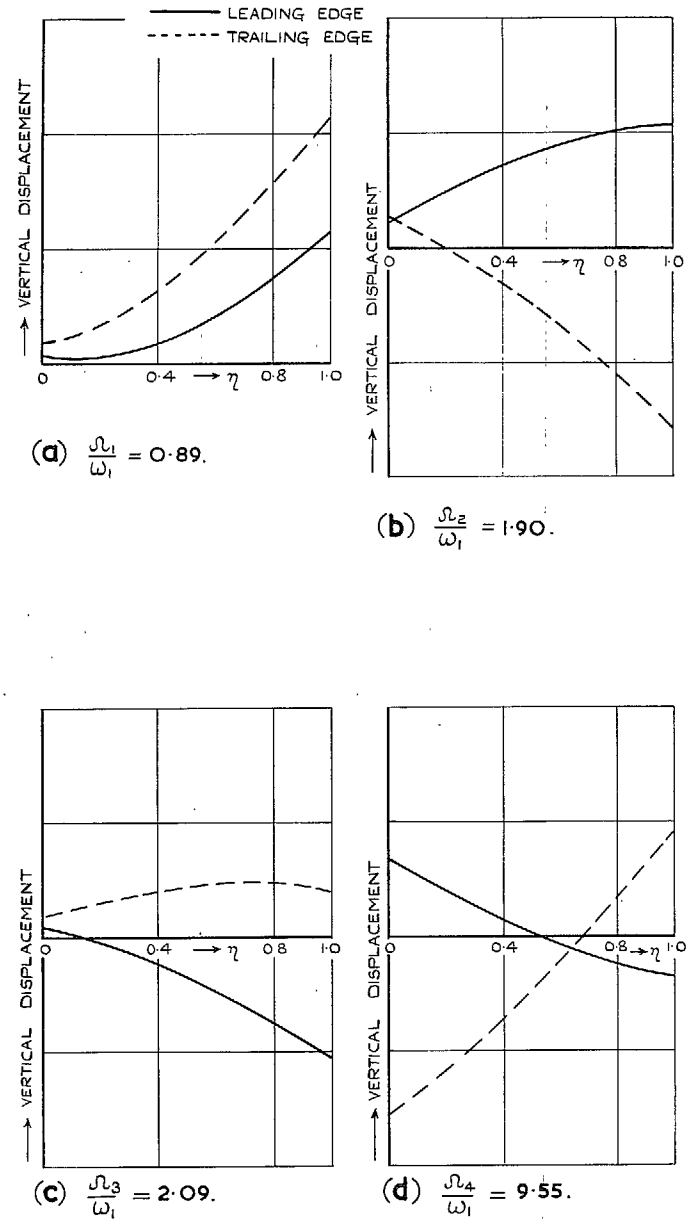 LEADING EDGE
TRAILING EDGE
→ VERTICAL DISPLACEMENT
0 0·4 → η 0·8 1·0
(a) Ω₁/ω₁ = 0·89.
→ VERTICAL DISPLACEMENT
0 0·4 → η 0·8 1·0
(b) Ω₂/ω₁ = 1·90.
→ VERTICAL DISPLACEMENT
0 0·4 → η 0·8 1·0
(c) Ω₃/ω₁ = 2·09.
→ VERTICAL DISPLACEMENT
0 0·4 0·8 → η 1·0
(d) Ω₄/ω₁ = 9·55.